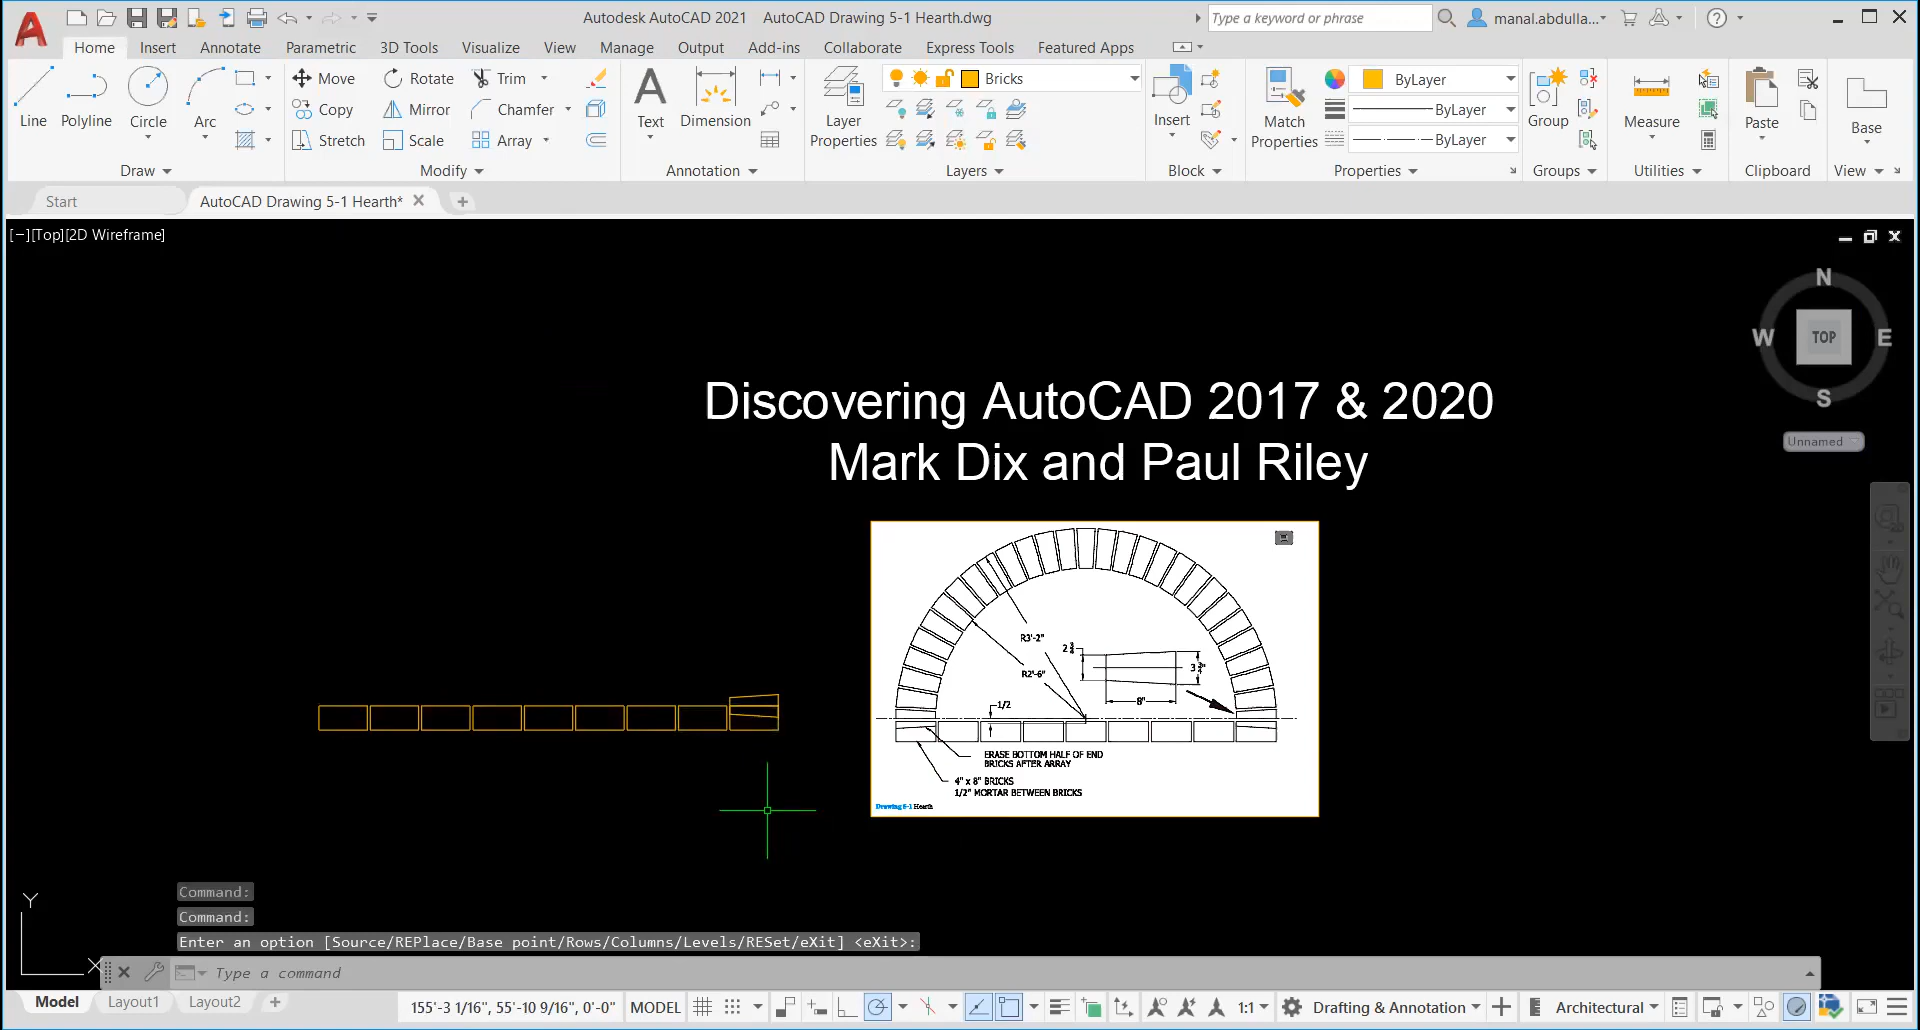 Autodesk AutoCAD 2021 AutoCAD Drawing 5-1 Hearth.dwg
Type a keyword or phrase
manal.abdulla...
Home Insert Annotate Parametric 3D Tools Visualize View Manage Output Add-ins Collaborate Express Tools Featured Apps
Line Polyline Circle Arc
Move Rotate Trim
Copy Mirror Chamfer
Stretch Scale Array
Text Dimension
Layer Properties
Bricks
Insert
Match Properties
ByLayer
ByLayer
ByLayer
Group
Measure
Paste
Base
Draw Modify Annotation Layers Block Properties Groups Utilities Clipboard View
Start AutoCAD Drawing 5-1 Hearth*
[−][Top][2D Wireframe]
N
W TOP E
S
Unnamed
Discovering AutoCAD 2017 & 2020
Mark Dix and Paul Riley
R3'-2"
R2'-6"
8"
1/2
ERASE BOTTOM HALF OF END
BRICKS AFTER ARRAY
4" x 8" BRICKS
1/2" MORTAR BETWEEN BRICKS
Drawing 5-1 Hearth
Y
X
Command:
Command:
Enter an option [Source/REPlace/Base point/Rows/Columns/Levels/RESet/eXit] <eXit>:
Type a command
Model Layout1 Layout2
155'-3 1/16", 55'-10 9/16", 0'-0" MODEL 1:1 Drafting & Annotation Architectural